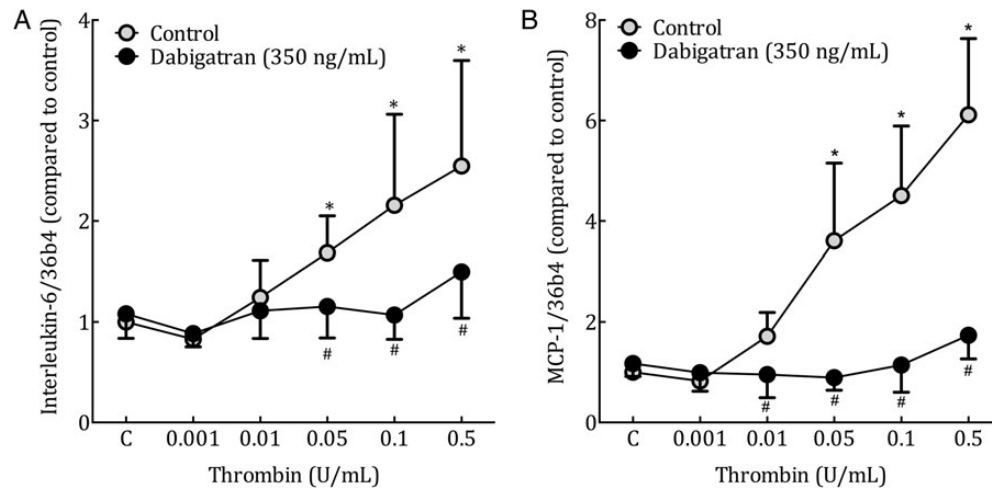 A
Interleukin-6/36b4 (compared to control)
4
3
2
1
0
Control
Dabigatran (350 ng/mL)
*
*
*
#
#
#
C 0.001 0.01 0.05 0.1 0.5
Thrombin (U/mL)
B
MCP-1/36b4 (compared to control)
8
6
4
2
0
Control
Dabigatran (350 ng/mL)
*
*
*
#
#
#
#
C 0.001 0.01 0.05 0.1 0.5
Thrombin (U/mL)